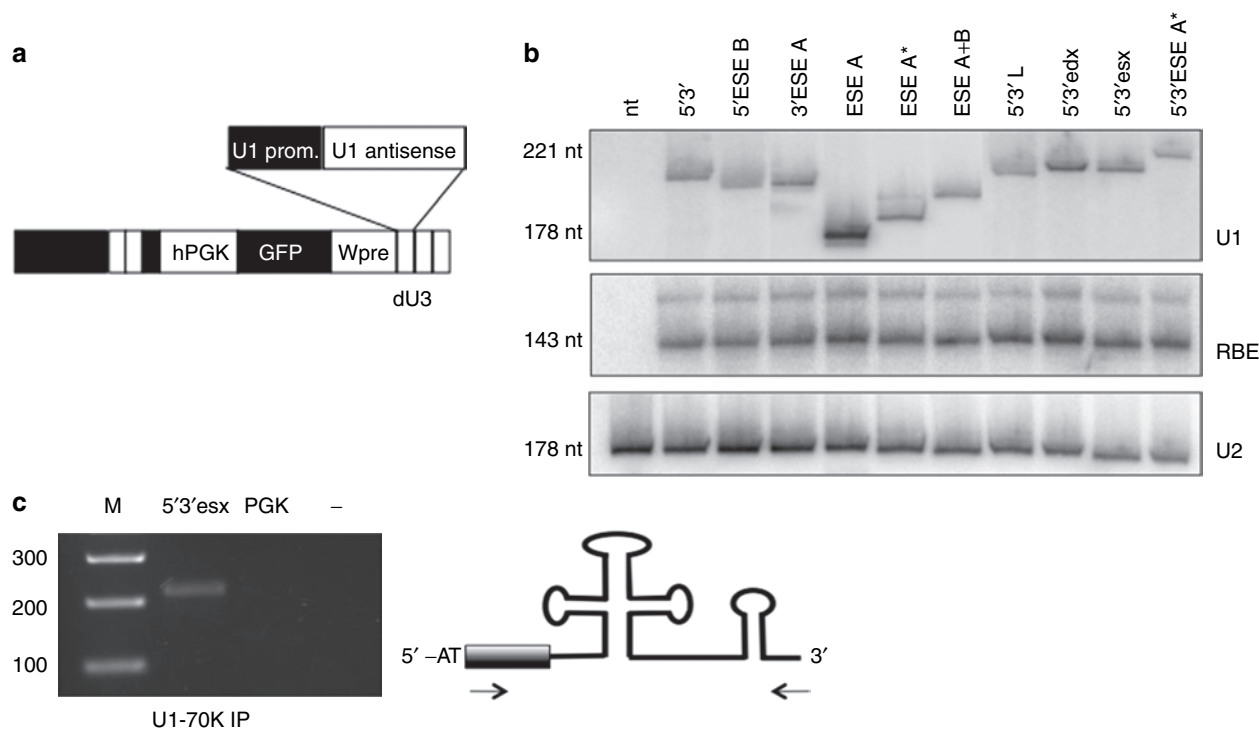 a
U1 prom. U1 antisense
hPGK GFP Wpre
dU3
b
nt 5′3′ 5′ESE B 3′ESE A ESE A ESE A* ESE A+B 5′3′ L 5′3′edx 5′3′esx 5′3′ESE A*
221 nt
178 nt
U1
143 nt
RBE
178 nt
U2
c
M 5′3′esx PGK –
300
200
100
U1-70K IP
5′ –AT
3′